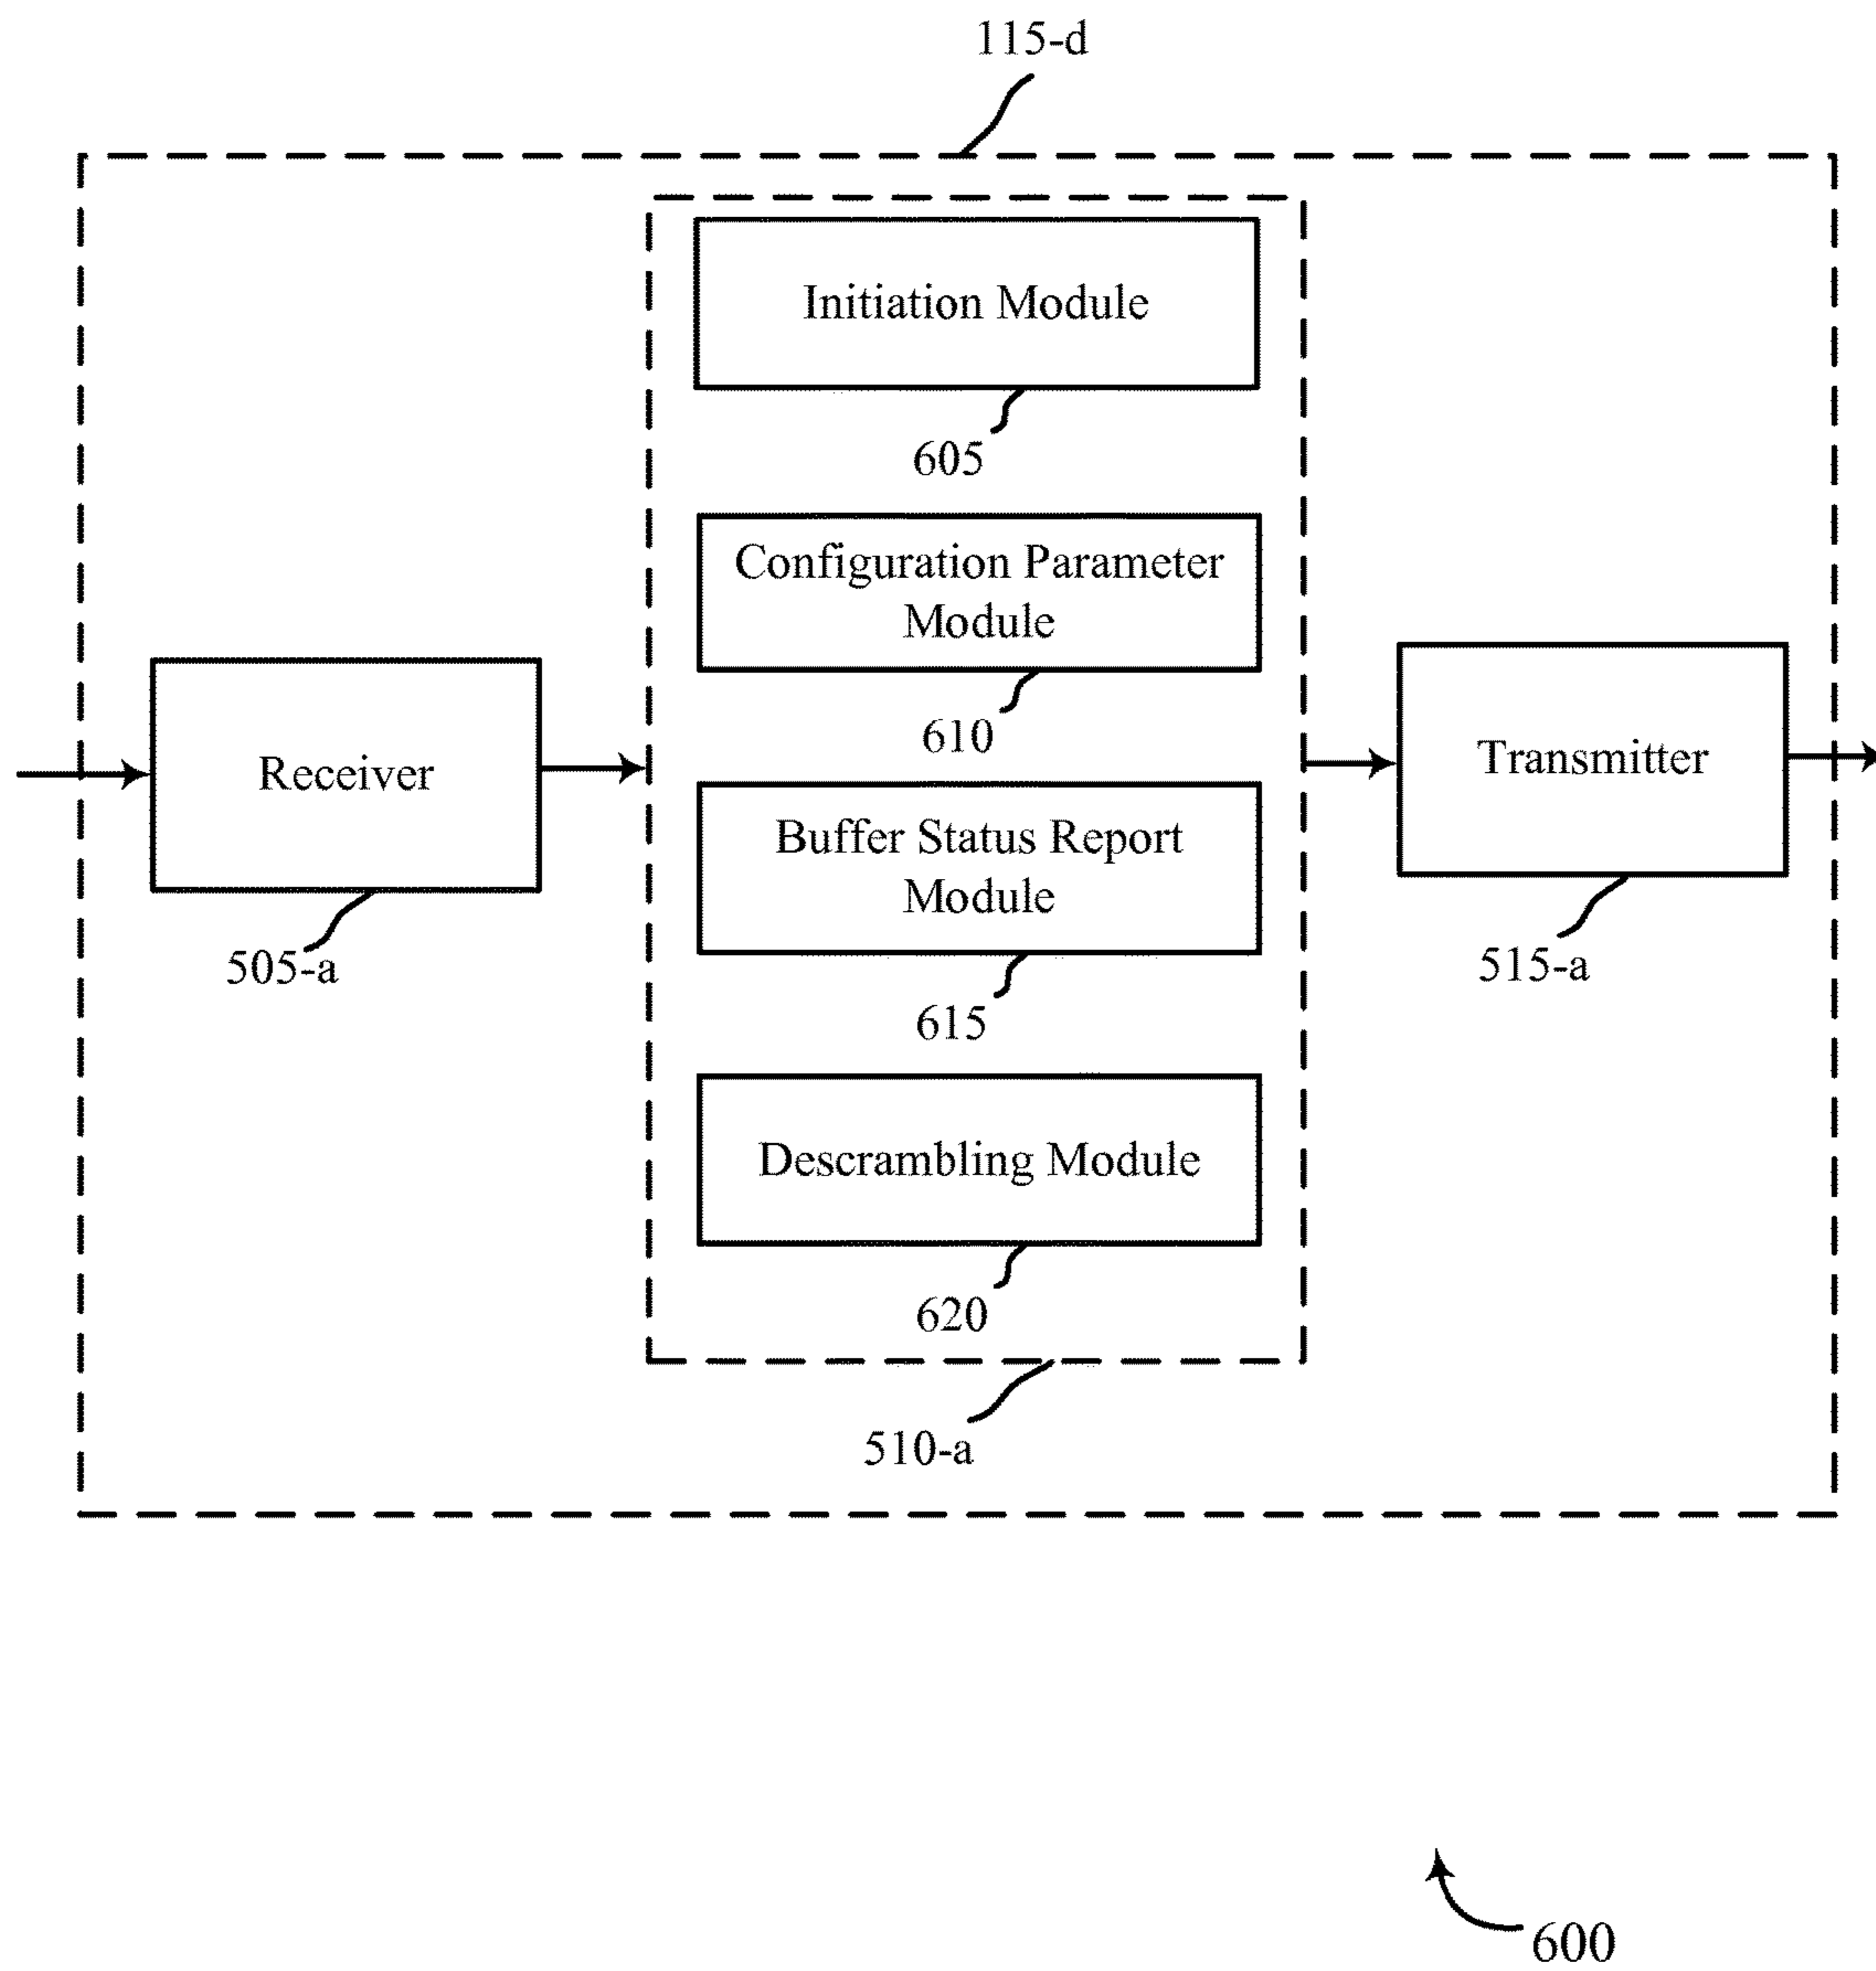 115-d
Initiation Module
605
Configuration Parameter
Module
610
Receiver
505-a
Buffer Status Report
Module
615
Transmitter
515-a
Descrambling Module
620
510-a
600